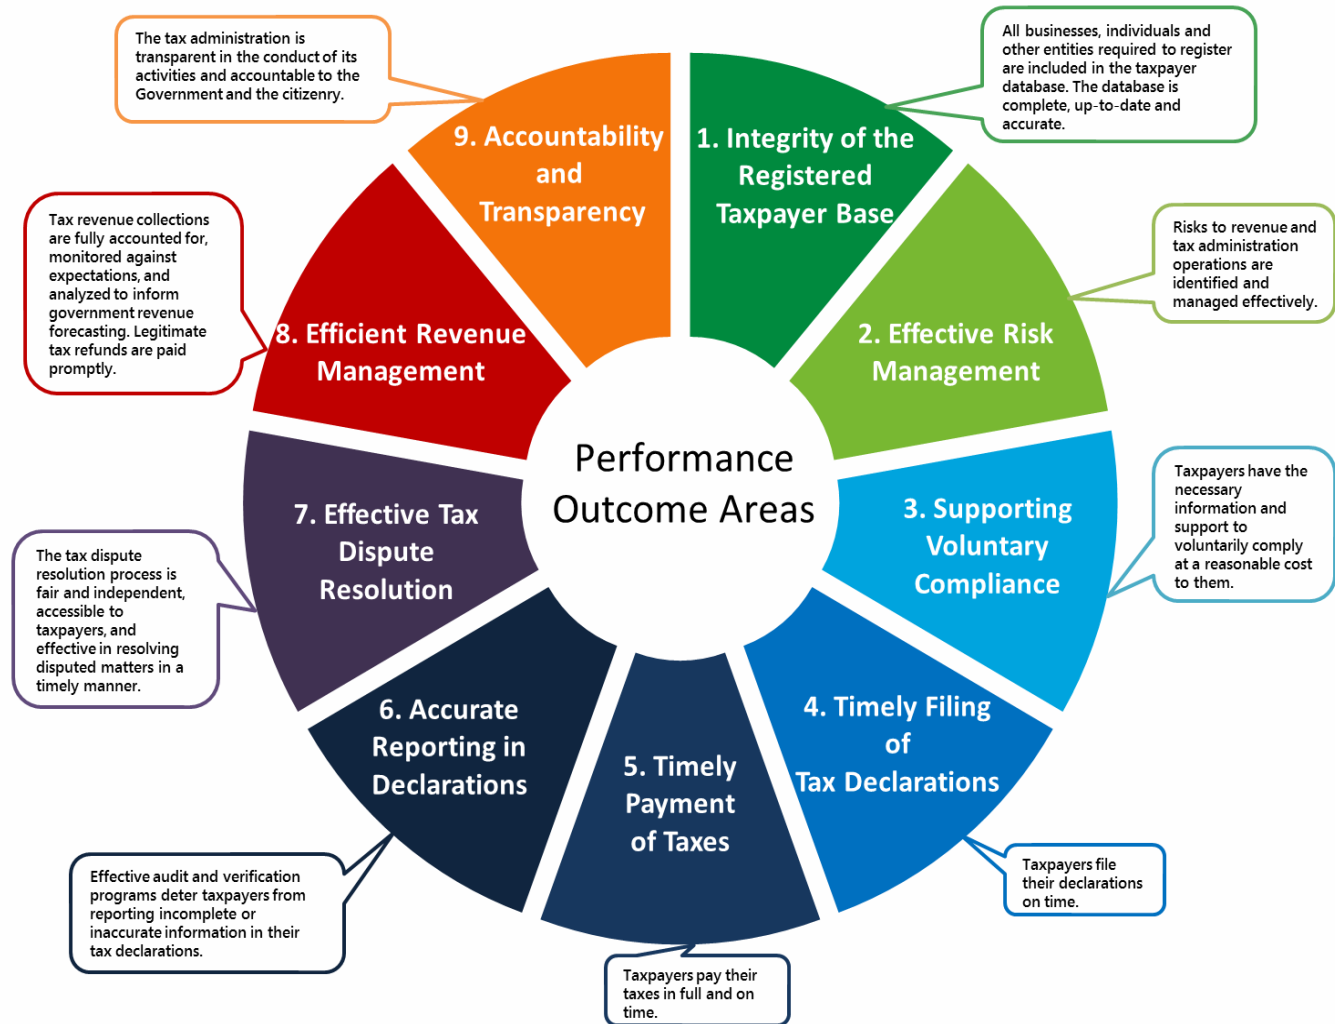 Performance
Outcome Areas
1. Integrity of the
Registered
Taxpayer Base
All businesses, individuals and
other entities required to register
are included in the taxpayer
database. The database is
complete, up-to-date and
accurate.
2. Effective Risk
Management
Risks to revenue and
tax administration
operations are
identified and
managed effectively.
3. Supporting
Voluntary
Compliance
Taxpayers have the
necessary
information and
support to
voluntarily comply
at a reasonable cost
to them.
4. Timely Filing
of
Tax Declarations
Taxpayers file
their declarations
on time.
5. Timely
Payment
of Taxes
Taxpayers pay their
taxes in full and on
time.
6. Accurate
Reporting in
Declarations
Effective audit and verification
programs deter taxpayers from
reporting incomplete or
inaccurate information in their
tax declarations.
7. Effective Tax
Dispute
Resolution
The tax dispute
resolution process is
fair and independent,
accessible to
taxpayers, and
effective in resolving
disputed matters in a
timely manner.
8. Efficient Revenue
Management
Tax revenue collections
are fully accounted for,
monitored against
expectations, and
analyzed to inform
government revenue
forecasting. Legitimate
tax refunds are paid
promptly.
9. Accountability
and
Transparency
The tax administration is
transparent in the conduct of its
activities and accountable to the
Government and the citizenry.